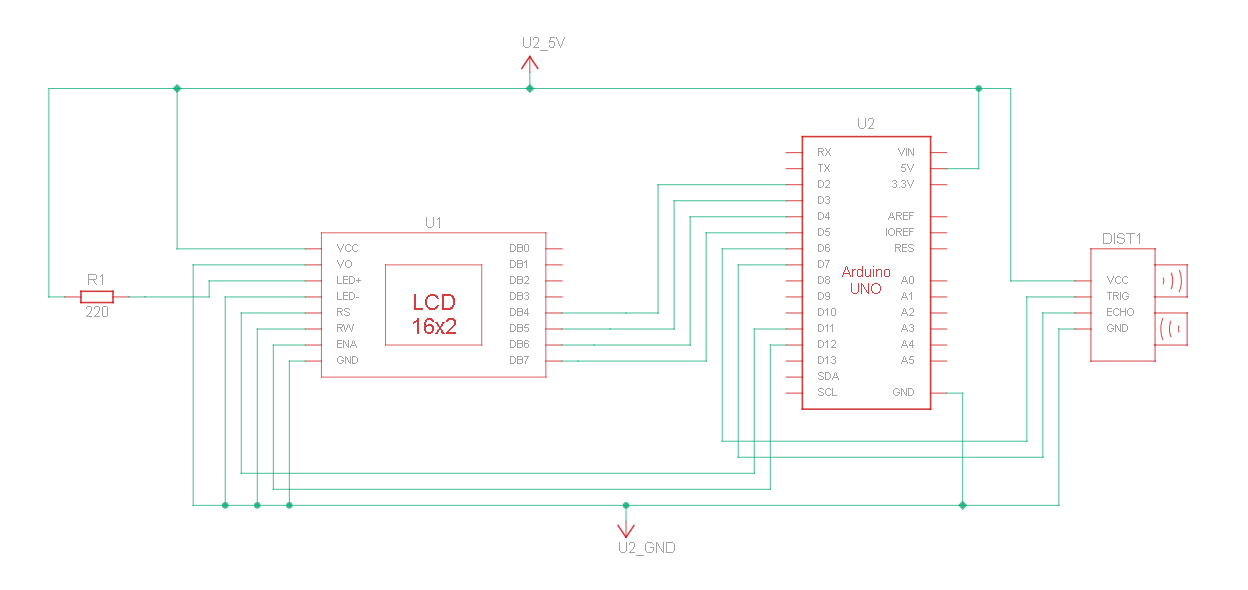 U2_5V
U2
RX
VIN
TX
5V
D2
3.3V
D3
D4
AREF
D5
IOREF
D6
RES
D7
D8
A0
D9
A1
D10
A2
D11
A3
D12
A4
D13
A5
SDA
SCL
GND
Arduino
UNO
U1
VCC
DB0
VO
DB1
LED+
DB2
LED-
DB3
RS
DB4
RW
DB5
ENA
DB6
GND
DB7
LCD
16x2
R1
220
DIST1
VCC
TRIG
ECHO
GND
U2_GND